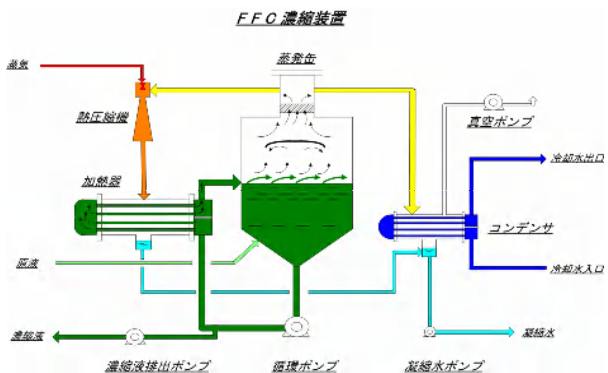 FFC 濃縮装置
蒸気
蒸発缶
熱圧縮機
真空ポンプ
冷却水出口
加熱器
コンデンサ
原液
冷却水入口
濃縮液
凝縮水
濃縮液排出ポンプ
循環ポンプ
凝縮水ポンプ